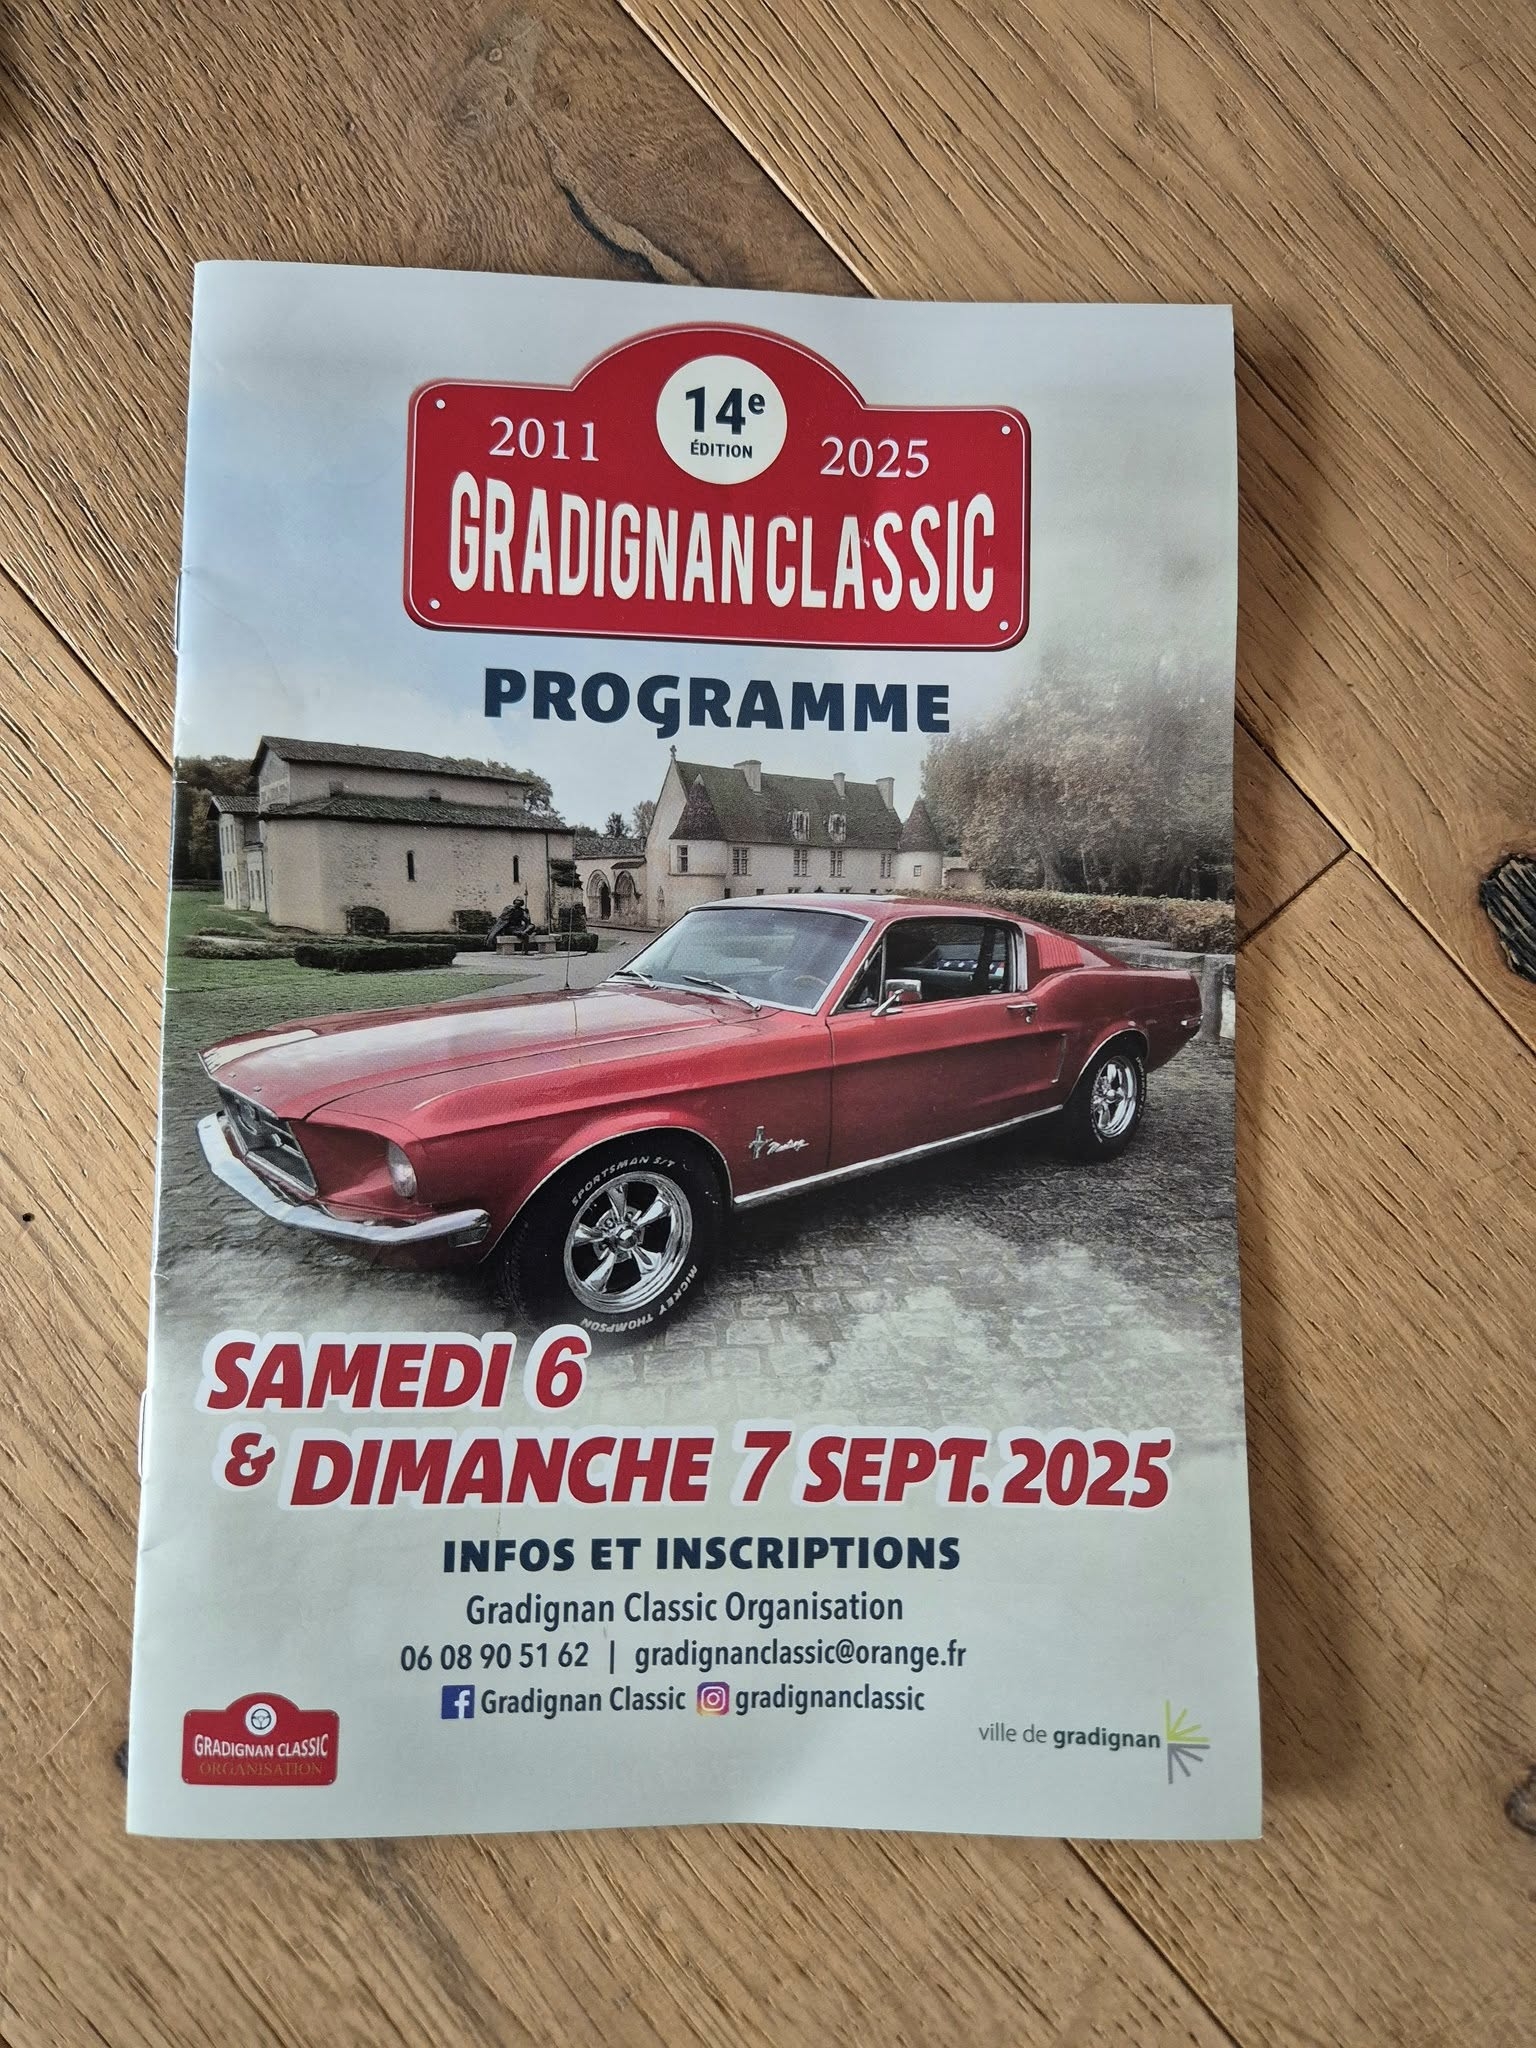 14e
ÉDITION
2011
2025
GRADIGNAN CLASSIC
PROGRAMME
Mustang
SPORTSMAN S/T
MICKEY THOMPSON
SAMEDI 6
& DIMANCHE 7 SEPT. 2025
INFOS ET INSCRIPTIONS
Gradignan Classic Organisation
06 08 90 51 62 | gradignanclassic@orange.fr
f Gradignan Classic gradignanclassic
GRADIGNAN CLASSIC
ORGANISATION
ville de gradignan